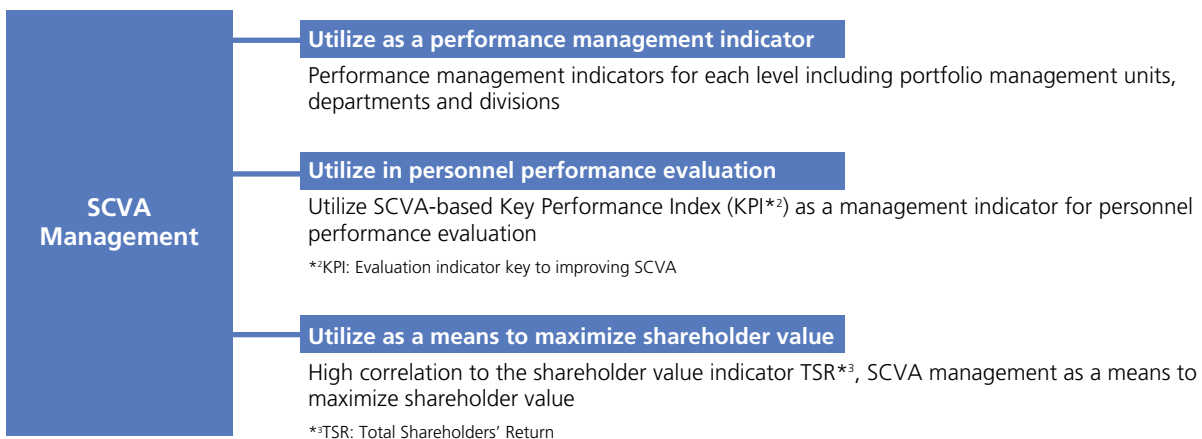 SCVA
Management
Utilize as a performance management indicator
Performance management indicators for each level including portfolio management units,
departments and divisions
Utilize in personnel performance evaluation
Utilize SCVA-based Key Performance Index (KPI*²) as a management indicator for personnel
performance evaluation
*²KPI: Evaluation indicator key to improving SCVA
Utilize as a means to maximize shareholder value
High correlation to the shareholder value indicator TSR*³, SCVA management as a means to
maximize shareholder value
*³TSR: Total Shareholders’ Return